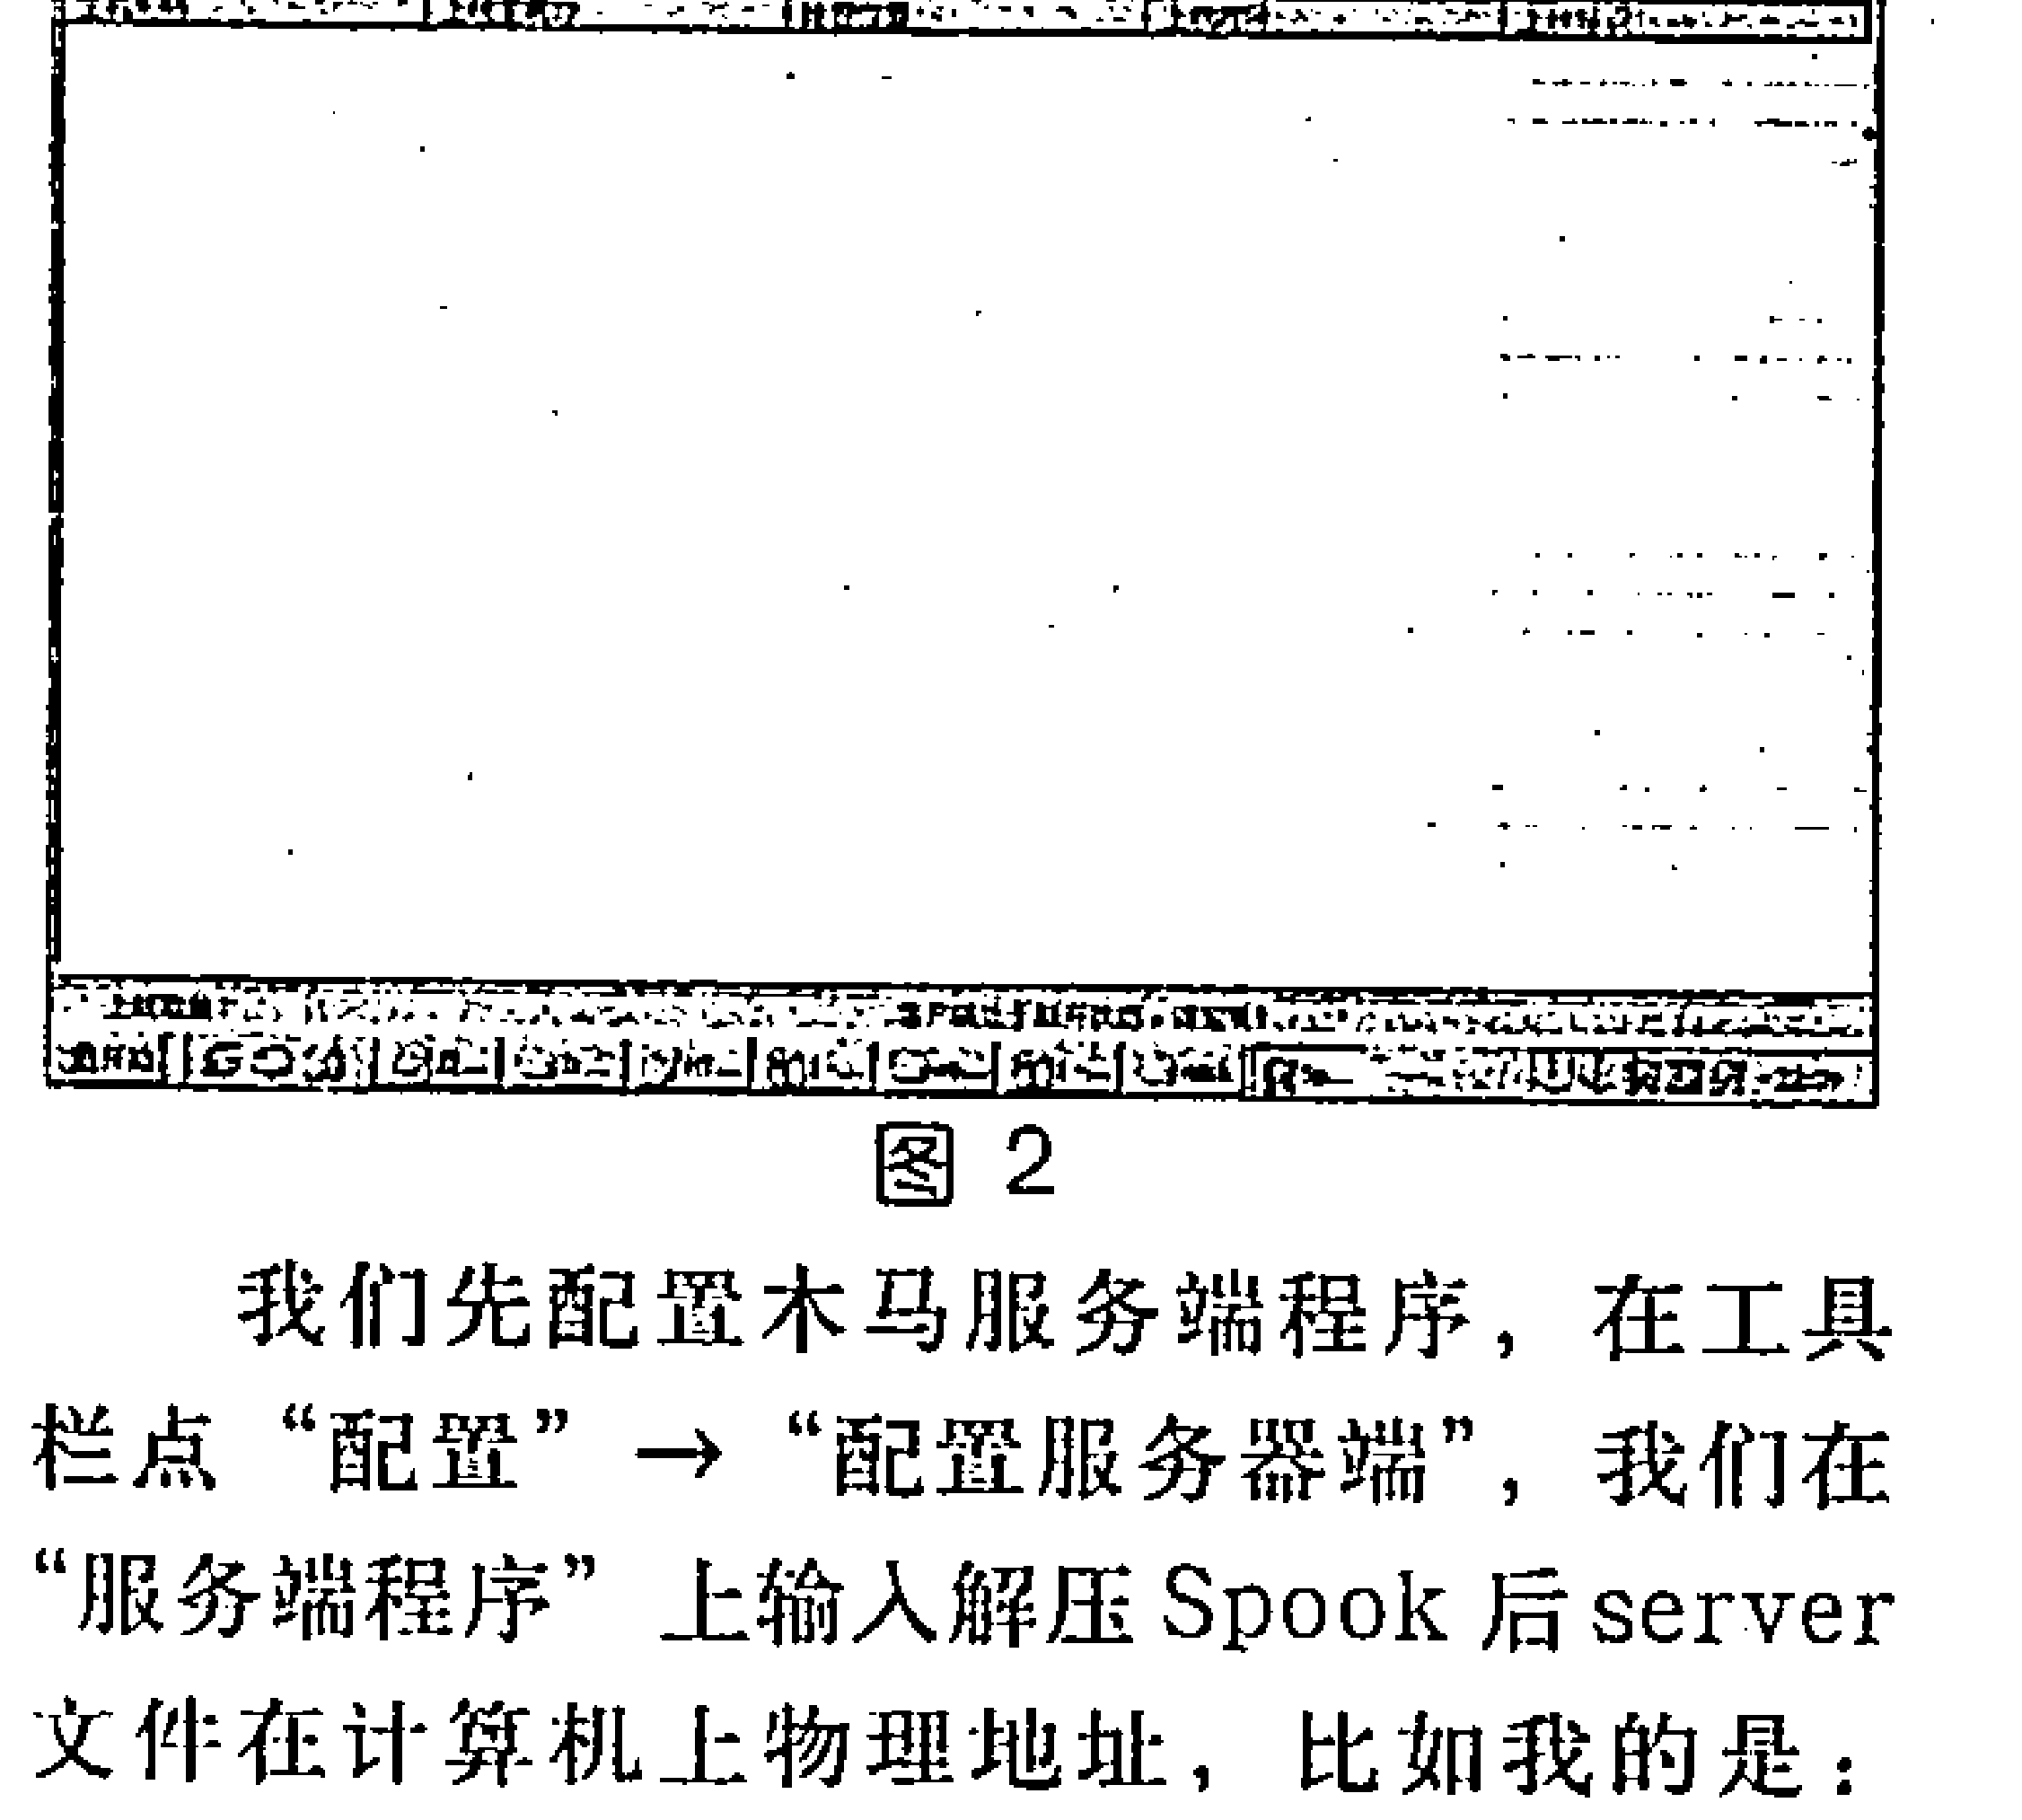 图 2
我们先配置木马服务端程序，在工具
栏点“配置”→“配置服务器端”，我们在
“服务端程序”上输入解压Spook后server
文件在计算机上物理地址，比如我的是：